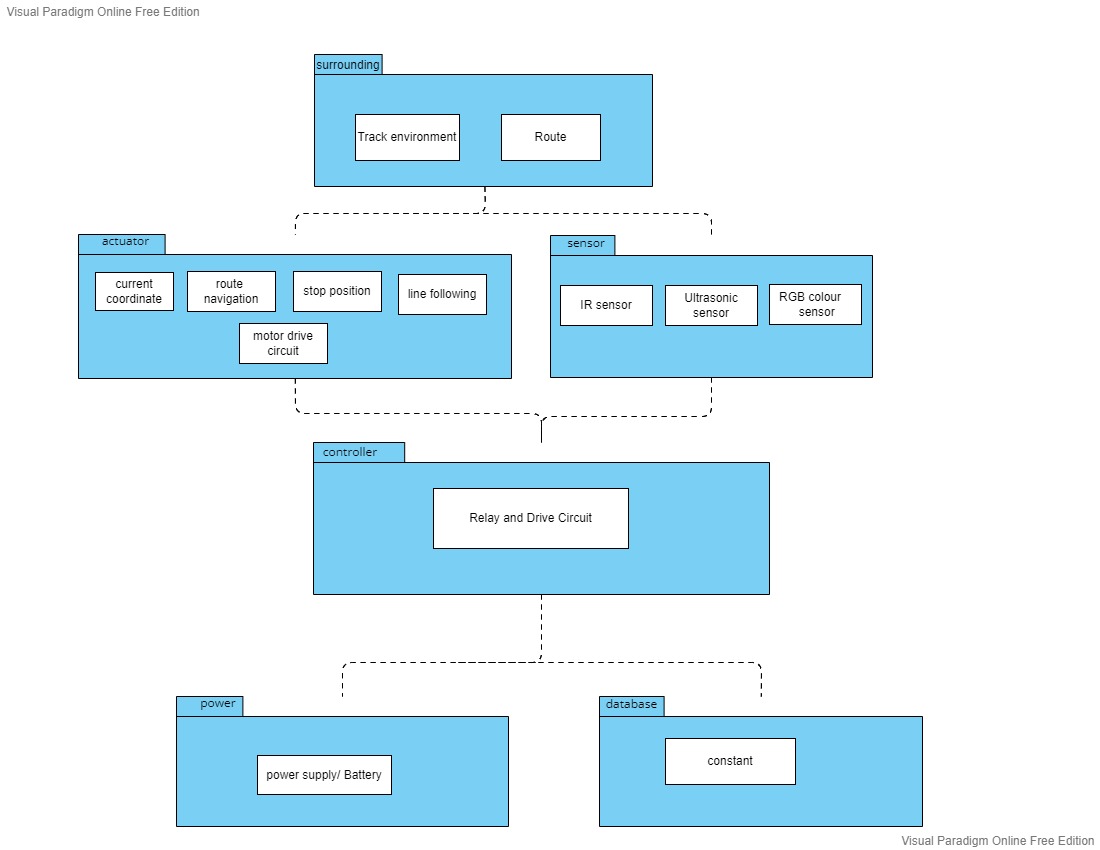 Visual Paradigm Online Free Edition
surrounding
Track environment
Route
actuator
current
coordinate
route
navigation
stop position
line following
motor drive
circuit
sensor
IR sensor
Ultrasonic
sensor
RGB colour
sensor
controller
Relay and Drive Circuit
power
power supply/ Battery
database
constant
Visual Paradigm Online Free Edition